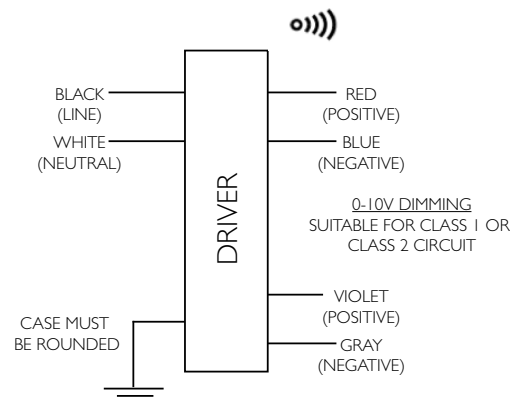 BLACK
(LINE)
WHITE
(NEUTRAL)
CASE MUST
BE ROUNDED
DRIVER
RED
(POSITIVE)
BLUE
(NEGATIVE)
0-10V DIMMING
SUITABLE FOR CLASS 1 OR
CLASS 2 CIRCUIT
VIOLET
(POSITIVE)
GRAY
(NEGATIVE)